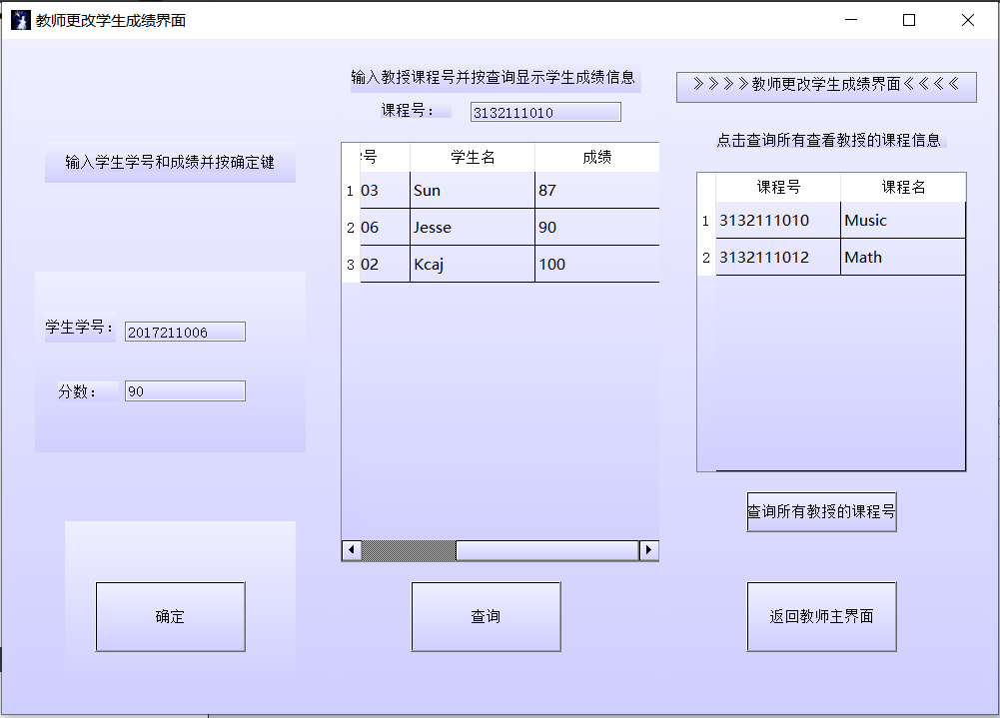 教师更改学生成绩界面
输入学生学号和成绩并按确定键
学生学号： 2017211006
分数： 90
确定
输入教授课程号并按查询显示学生成绩信息
课程号： 3132111010
号 学生名 成绩
1 03 Sun 87
2 06 Jesse 90
3 02 Kcaj 100
查询
》》》》教师更改学生成绩界面《《《《
点击查询所有查看教授的课程信息
课程号 课程名
1 3132111010 Music
2 3132111012 Math
查询所有教授的课程号
返回教师主界面